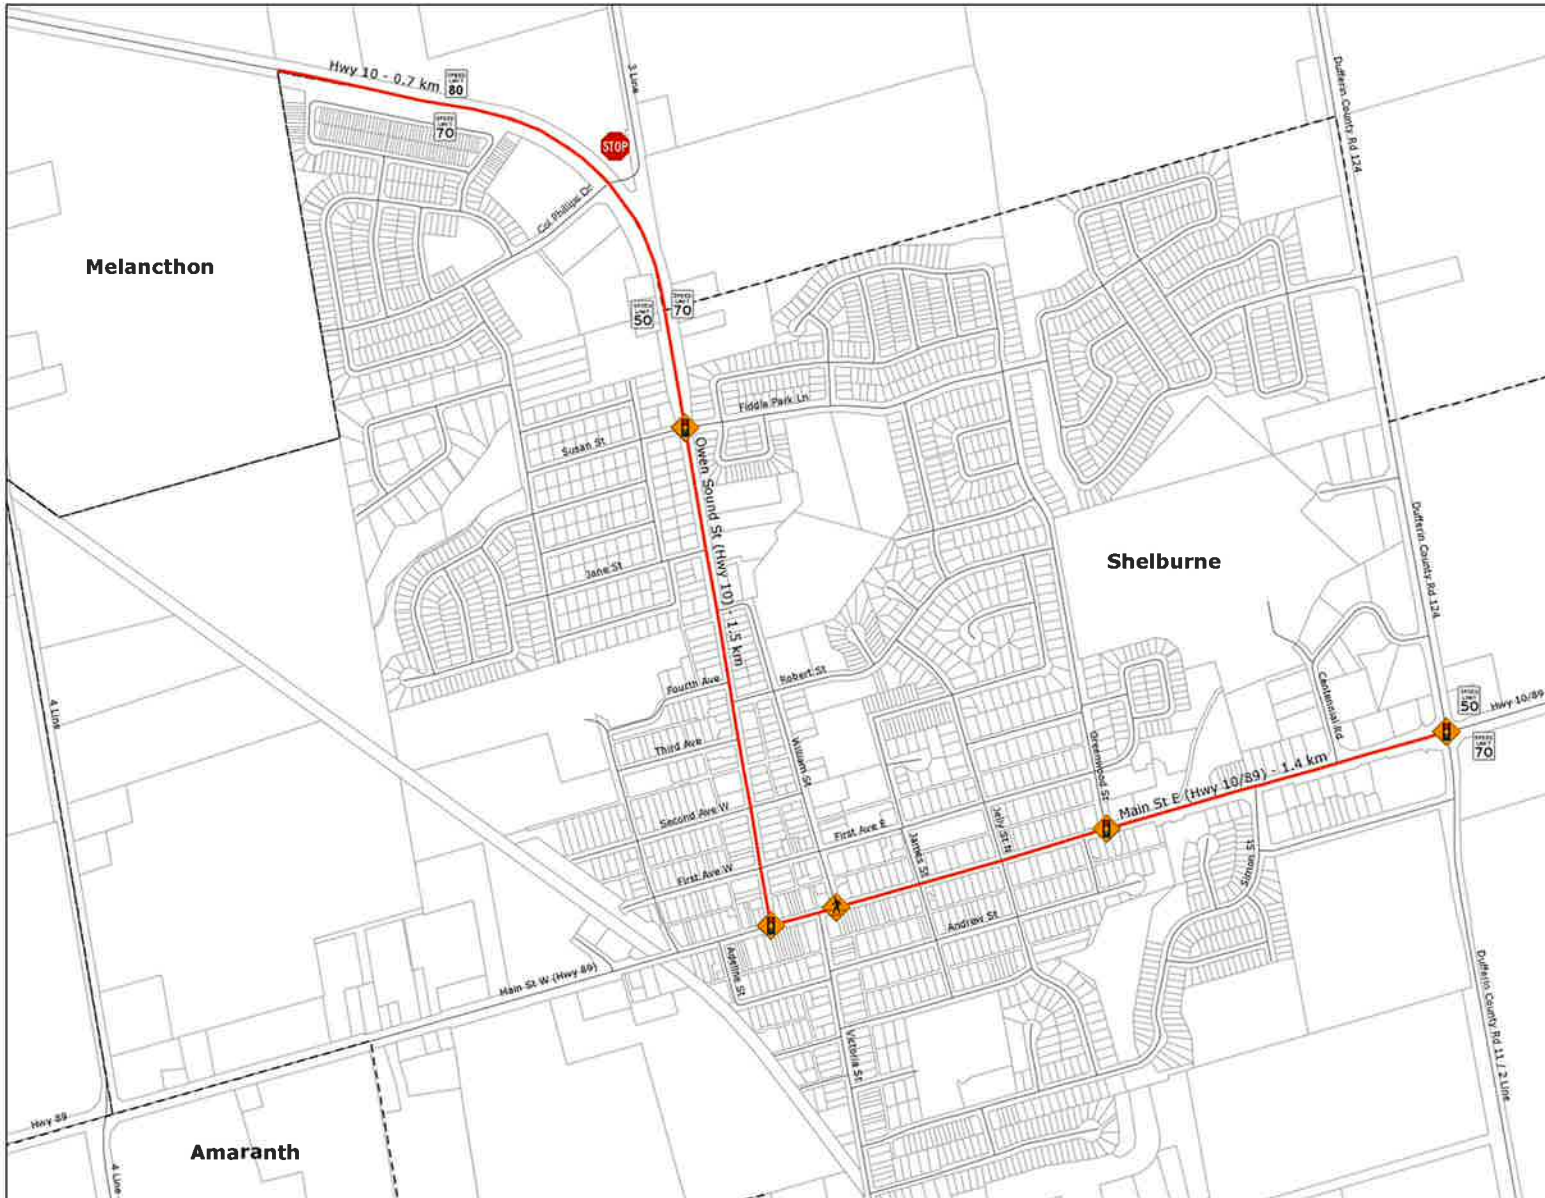 Hwy 10 - 0.7 km
SPEED LIMIT 80
3 Line
Dufferin County Rd 124
SPEED LIMIT 70
STOP
Col Phillips Dr
Melancthon
SPEED LIMIT 50
SPEED LIMIT 70
Fiddle Park Ln
Susan St
Owen Sound St (Hwy 10) - 1.5 km
Dufferin County Rd 124
Shelburne
Jane St
Fourth Ave
Robert St
Centennial Rd
4 Line
SPEED LIMIT 50
Hwy 10/89
Third Ave
William St
Greenwood St
SPEED LIMIT 70
Main St E (Hwy 10/89) - 1.4 km
Second Ave W
First Ave E
James St
Jelly St N
Simon St
First Ave W
Andrew St
Adeline St
Main St W (Hwy 89)
Victoria St
Dufferin County Rd 11 / 2 Line
Hwy 89
Amaranth
4 Line